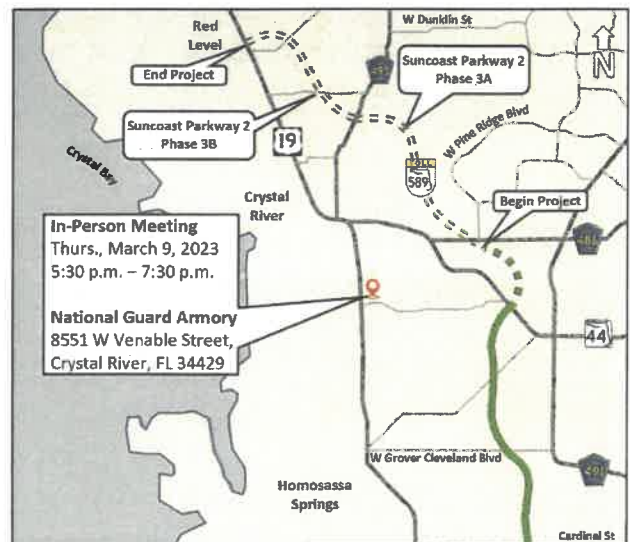 W Dunklin St
Red
Level
N
End Project
495
Suncoast Parkway 2
Phase 3A
Suncoast Parkway 2
Phase 3B
19
W Pine Ridge Blvd
TOLL
589
Crystal Bay
Crystal
River
Begin Project
486
In-Person Meeting
Thurs., March 9, 2023
5:30 p.m. – 7:30 p.m.
National Guard Armory
8551 W Venable Street,
Crystal River, FL 34429
44
W Grover Cleveland Blvd
491
Homosassa
Springs
Cardinal St